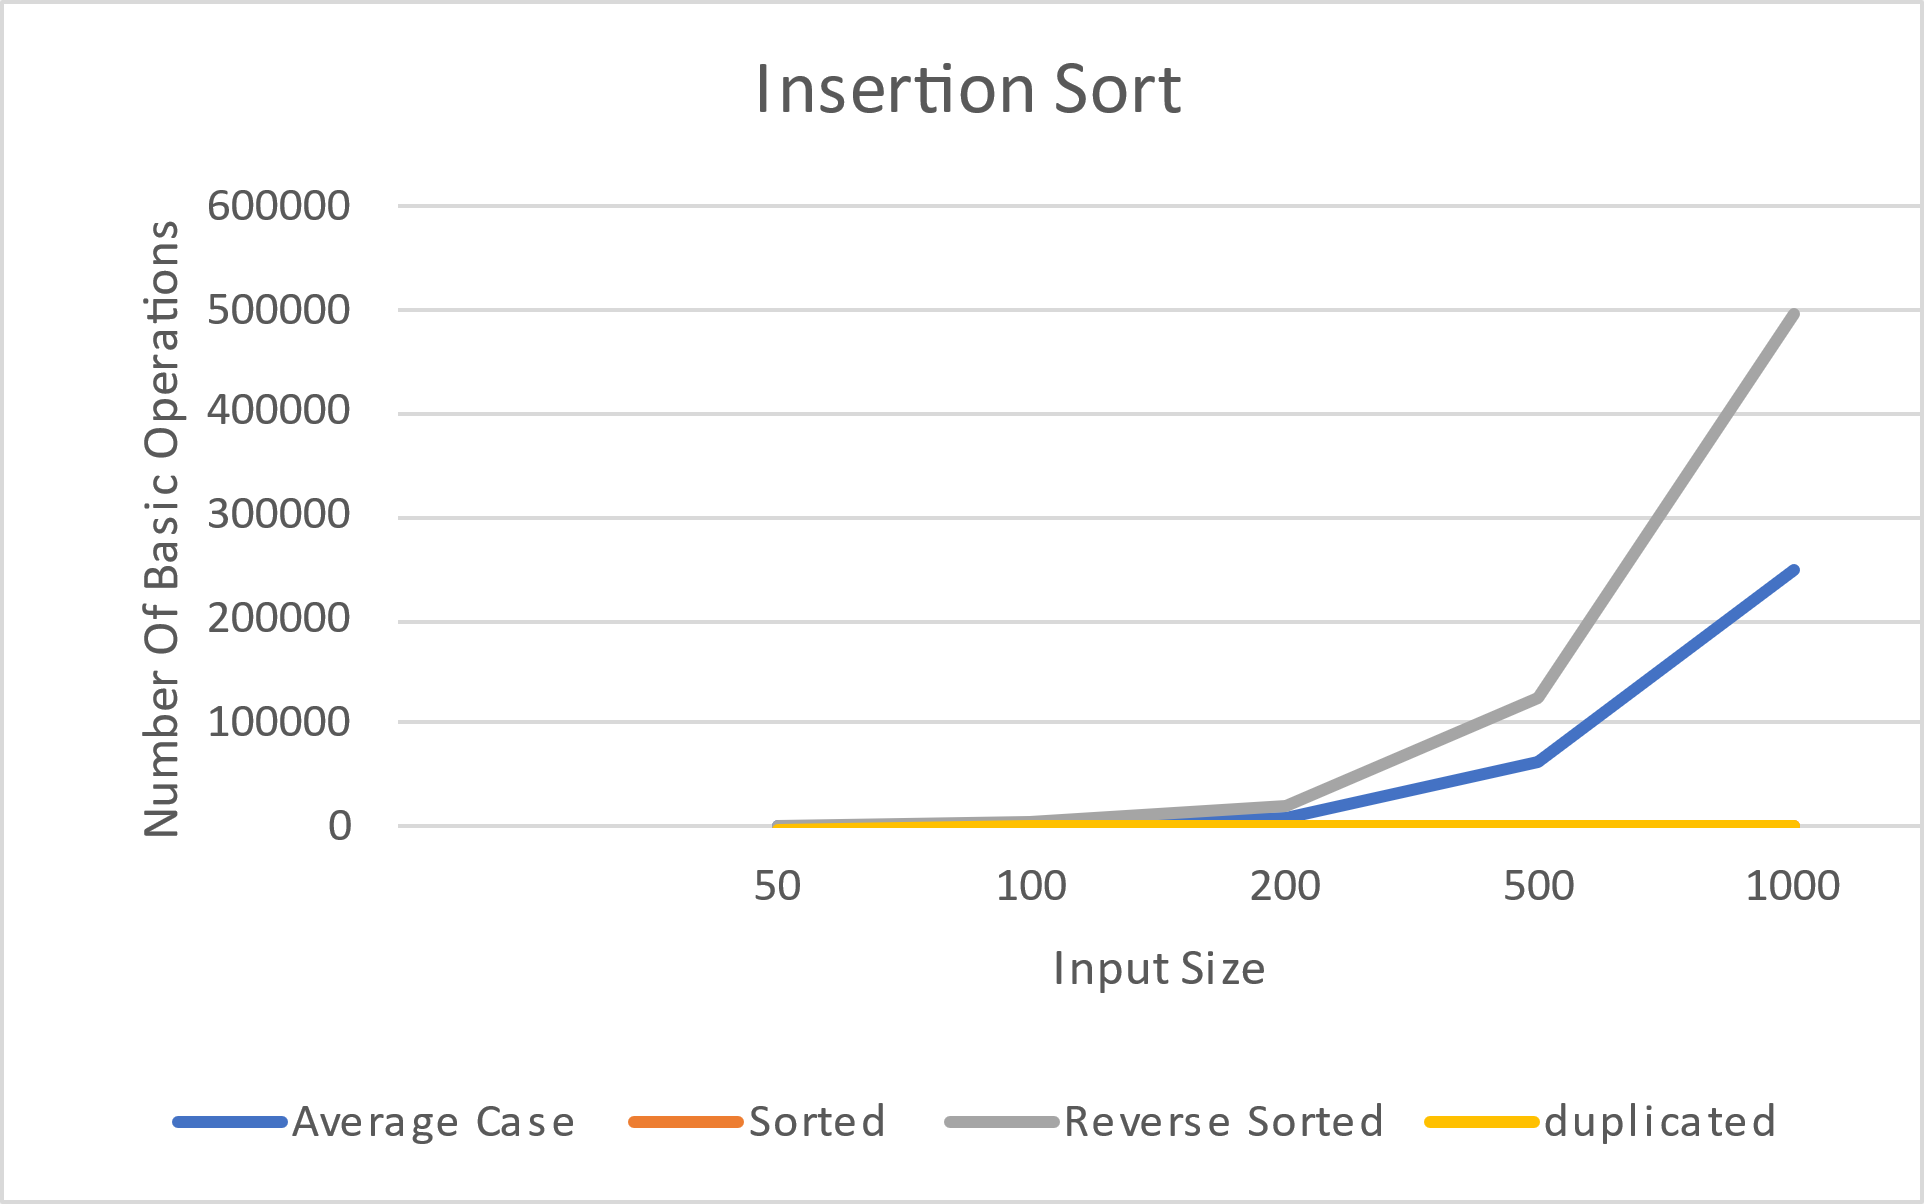 Insertion Sort
600000
500000
400000
300000
200000
100000
0
Number Of Basic Operations
50 100 200 500 1000
Input Size
Average Case Sorted Reverse Sorted duplicated